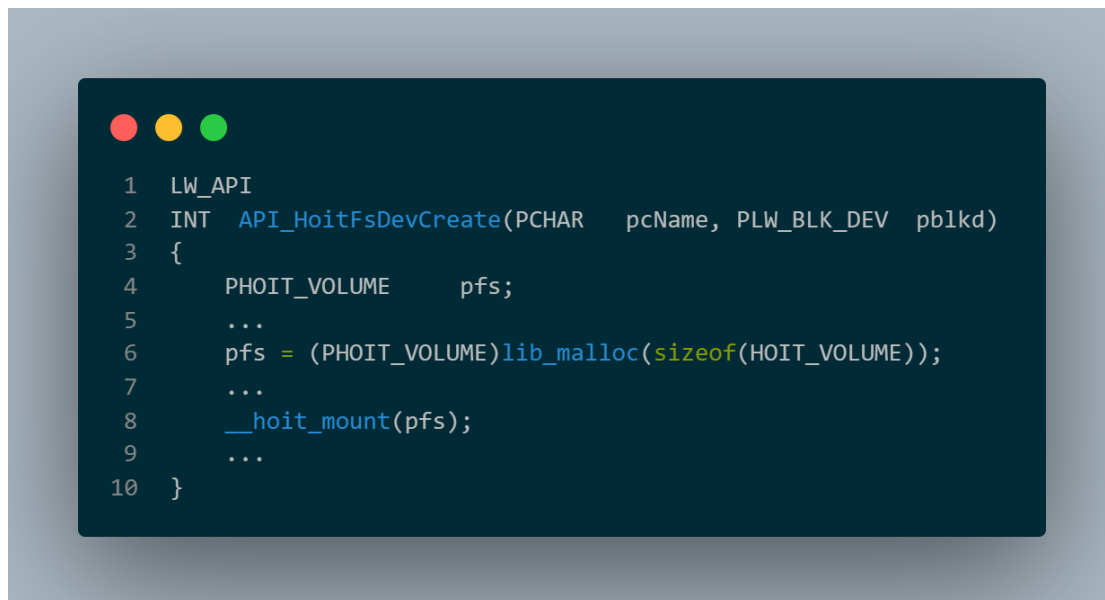 1 LW_API
2 INT  API_HoitFsDevCreate(PCHAR   pcName, PLW_BLK_DEV  pblkd)
3 {
4     PHOIT_VOLUME     pfs;
5     ...
6     pfs = (PHOIT_VOLUME)lib_malloc(sizeof(HOIT_VOLUME));
7     ...
8     __hoit_mount(pfs);
9     ...
10 }